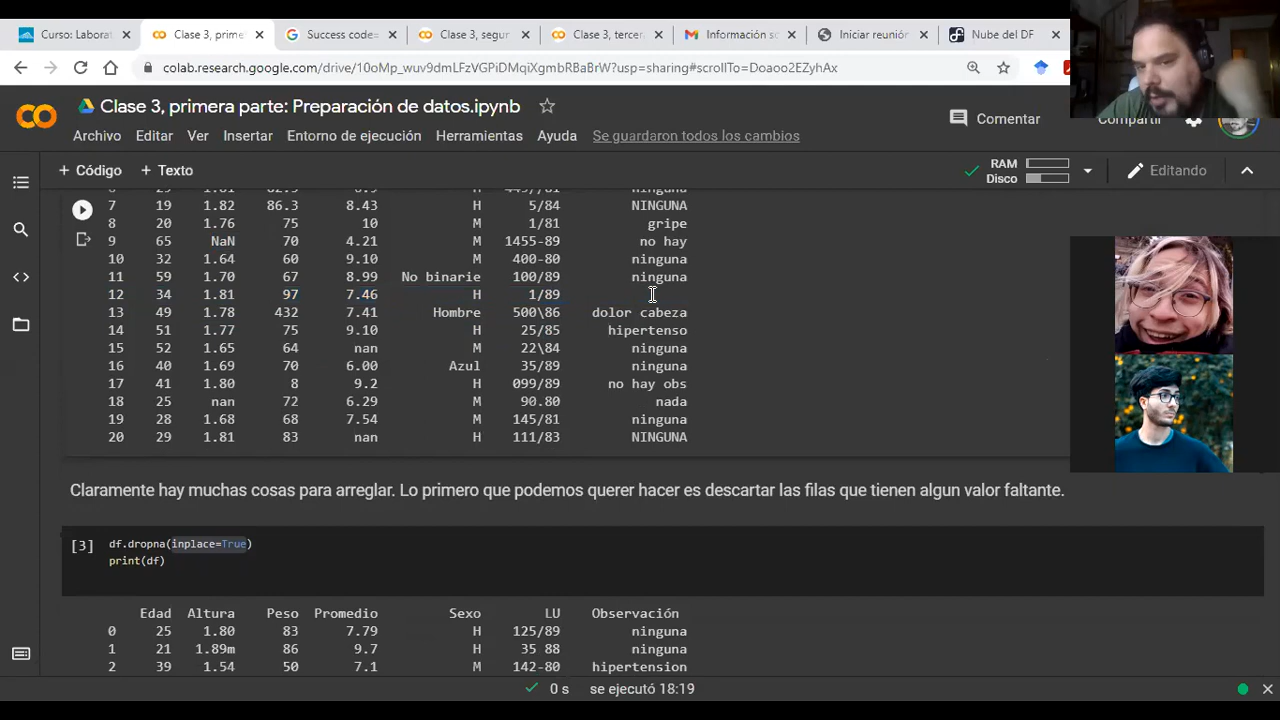 Curso: Laborat
Clase 3, prime
Success code=
Clase 3, segur
Clase 3, tercer
Información so
Iniciar reunión
Nube del DF
colab.research.google.com/drive/1oMp_wuv9dmLFzVGPiDMqiXgmbRBaBrW?usp=sharing#scrollTo=Doaoo2EZyhAx
Clase 3, primera parte: Preparación de datos.ipynb
Archivo Editar Ver Insertar Entorno de ejecución Herramientas Ayuda Se guardaron todos los cambios
Comentar
+ Código + Texto
RAM
Disco
Editando
7 19 1.82 86.3 8.43 H 5/84 NINGUNA
8 20 1.76 75 10 M 1/81 gripe
9 65 NaN 70 4.21 M 1455-89 no hay
10 32 1.64 60 9.10 M 400-80 ninguna
11 59 1.70 67 8.99 No binarie 100/89 ninguna
12 34 1.81 97 7.46 H 1/89
13 49 1.78 432 7.41 Hombre 500\86 dolor cabeza
14 51 1.77 75 9.10 H 25/85 hipertenso
15 52 1.65 64 nan M 22\84 ninguna
16 40 1.69 70 6.00 Azul 35/89 ninguna
17 41 1.80 8 9.2 H 099/89 no hay obs
18 25 nan 72 6.29 M 90.80 nada
19 28 1.68 68 7.54 M 145/81 ninguna
20 29 1.81 83 nan H 111/83 NINGUNA
Claramente hay muchas cosas para arreglar. Lo primero que podemos querer hacer es descartar las filas que tienen algun valor faltante.
[3] df.dropna(inplace=True)
print(df)
Edad Altura Peso Promedio Sexo LU Observación
0 25 1.80 83 7.79 H 125/89 ninguna
1 21 1.89m 86 9.7 H 35 88 ninguna
2 39 1.54 50 7.1 M 142-80 hipertension
0 s se ejecutó 18:19